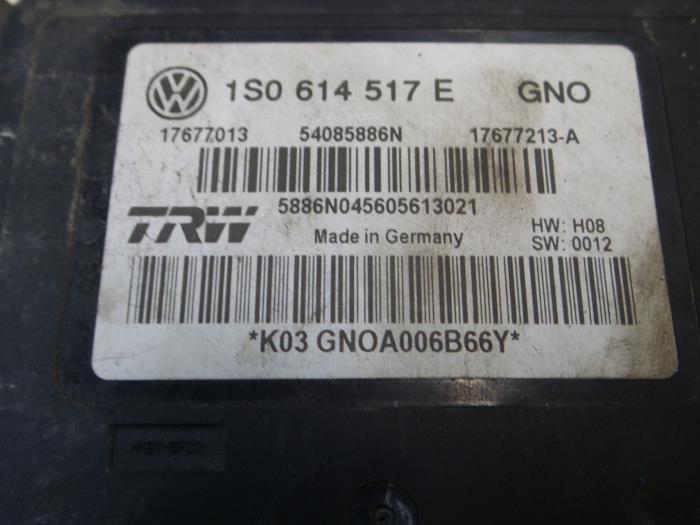 1S0 614 517 E GNO
17677013 54085886N 17677213-A
5886N045605613021
TRW
Made in Germany
HW: H08
SW: 0012
*K03 GNOA006B66Y*